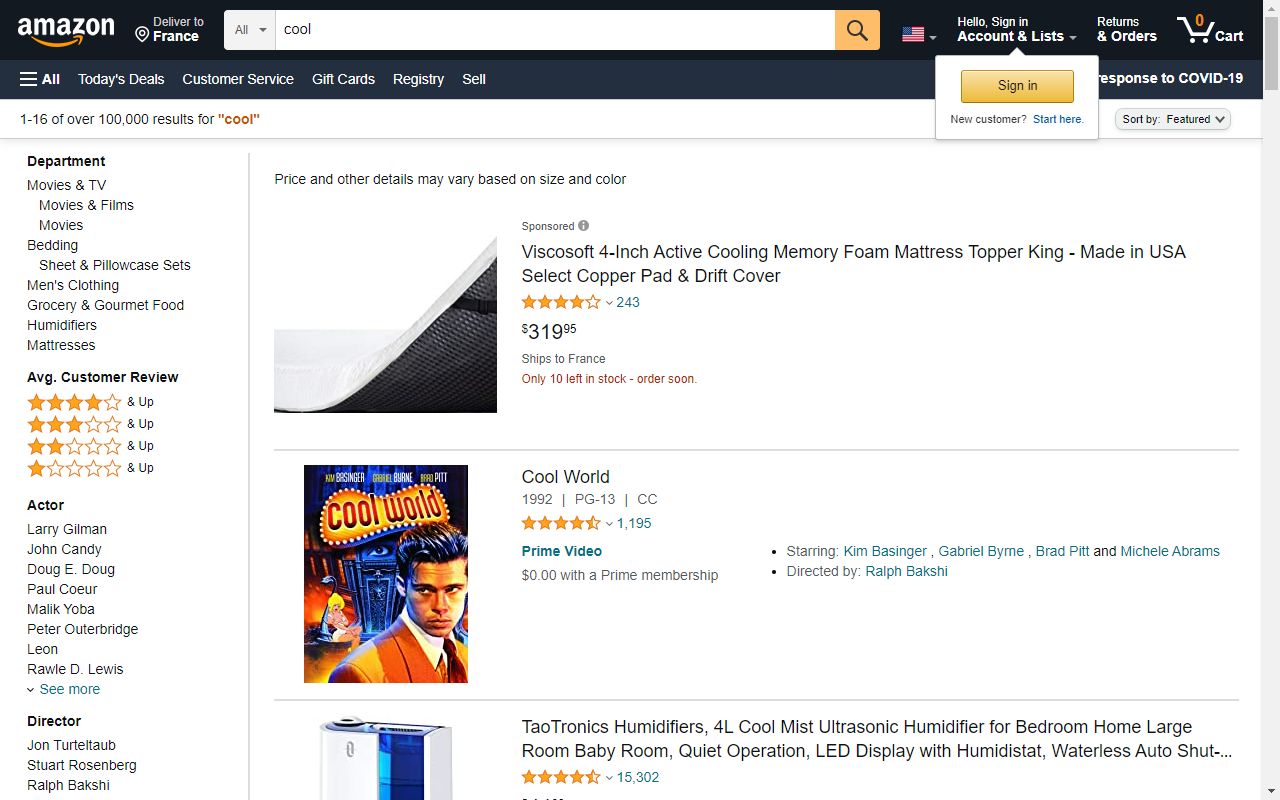 amazon
Deliver to
France
All
cool
Hello, Sign in
Account & Lists
Returns
& Orders
0
Cart
All
Today's Deals
Customer Service
Gift Cards
Registry
Sell
response to COVID-19
Sign in
New customer? Start here.
1-16 of over 100,000 results for "cool"
Sort by: Featured
Department
Movies & TV
Movies & Films
Movies
Bedding
Sheet & Pillowcase Sets
Men's Clothing
Grocery & Gourmet Food
Humidifiers
Mattresses
Avg. Customer Review
& Up
& Up
& Up
& Up
Actor
Larry Gilman
John Candy
Doug E. Doug
Paul Coeur
Malik Yoba
Peter Outerbridge
Leon
Rawle D. Lewis
See more
Director
Jon Turteltaub
Stuart Rosenberg
Ralph Bakshi
Price and other details may vary based on size and color
Sponsored
Viscosoft 4-Inch Active Cooling Memory Foam Mattress Topper King - Made in USA
Select Copper Pad & Drift Cover
243
$31995
Ships to France
Only 10 left in stock - order soon.
KIM BASINGER GABRIEL BYRNE BRAD PITT
cool world
Cool World
1992 | PG-13 | CC
1,195
Prime Video
$0.00 with a Prime membership
Starring: Kim Basinger , Gabriel Byrne , Brad Pitt and Michele Abrams
Directed by: Ralph Bakshi
TaoTronics Humidifiers, 4L Cool Mist Ultrasonic Humidifier for Bedroom Home Large
Room Baby Room, Quiet Operation, LED Display with Humidistat, Waterless Auto Shut-...
15,302